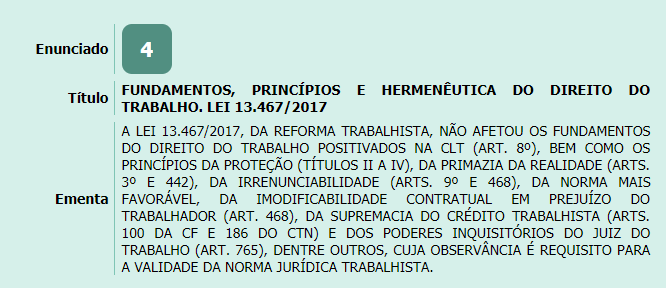 Enunciado 4
Título FUNDAMENTOS, PRINCÍPIOS E HERMENÊUTICA DO DIREITO DO
TRABALHO. LEI 13.467/2017
A LEI 13.467/2017, DA REFORMA TRABALHISTA, NÃO AFETOU OS FUNDAMENTOS
DO DIREITO DO TRABALHO POSITIVADOS NA CLT (ART. 8º), BEM COMO OS
PRINCÍPIOS DA PROTEÇÃO (TÍTULOS II A IV), DA PRIMAZIA DA REALIDADE (ARTS.
3º E 442), DA IRRENUNCIABILIDADE (ARTS. 9º E 468), DA NORMA MAIS
Ementa FAVORÁVEL, DA IMODIFICABILIDADE CONTRATUAL EM PREJUÍZO DO
TRABALHADOR (ART. 468), DA SUPREMACIA DO CRÉDITO TRABALHISTA (ARTS.
100 DA CF E 186 DO CTN) E DOS PODERES INQUISITÓRIOS DO JUIZ DO
TRABALHO (ART. 765), DENTRE OUTROS, CUJA OBSERVÂNCIA É REQUISITO PARA
A VALIDADE DA NORMA JURÍDICA TRABALHISTA.